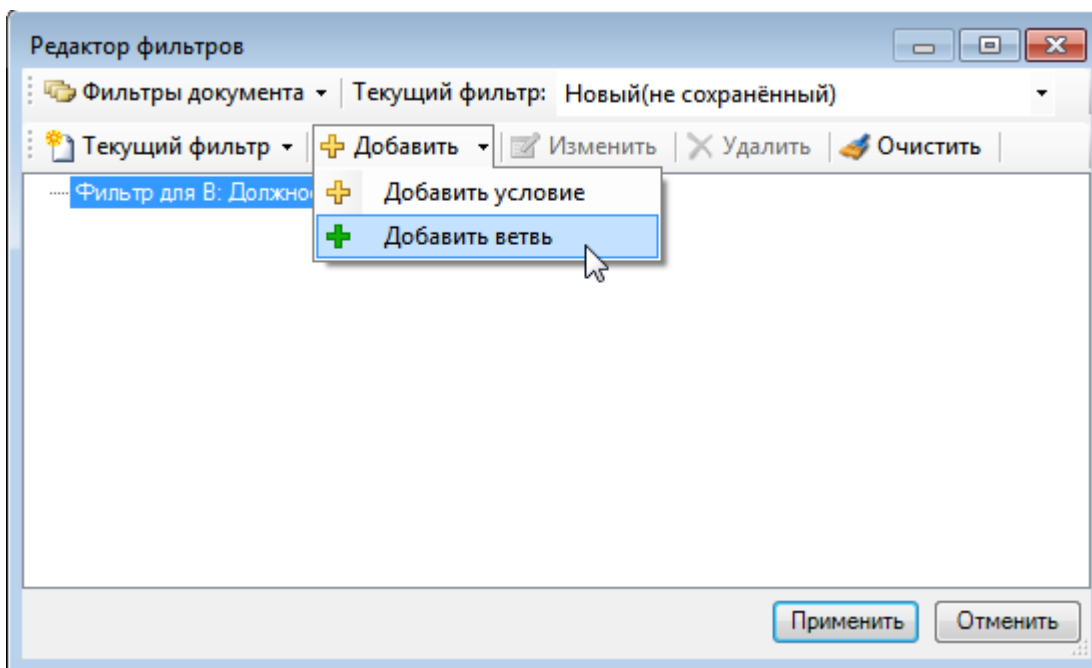 Редактор фильтров
Фильтры документа Текущий фильтр: Новый(не сохранённый)
Текущий фильтр Добавить Изменить Удалить Очистить
Фильтр для В:
Добавить условие
Добавить ветвь
Применить Отменить